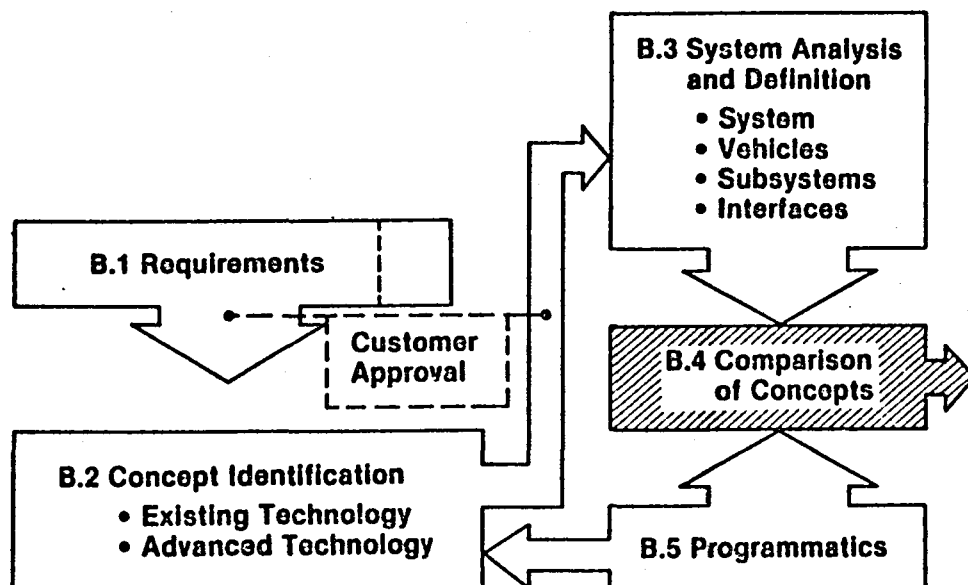 B.3 System Analysis
and Definition
• System
• Vehicles
• Subsystems
• Interfaces
B.1 Requirements
Customer
Approval
B.4 Comparison
of Concepts
B.2 Concept Identification
• Existing Technology
• Advanced Technology
B.5 Programmatics